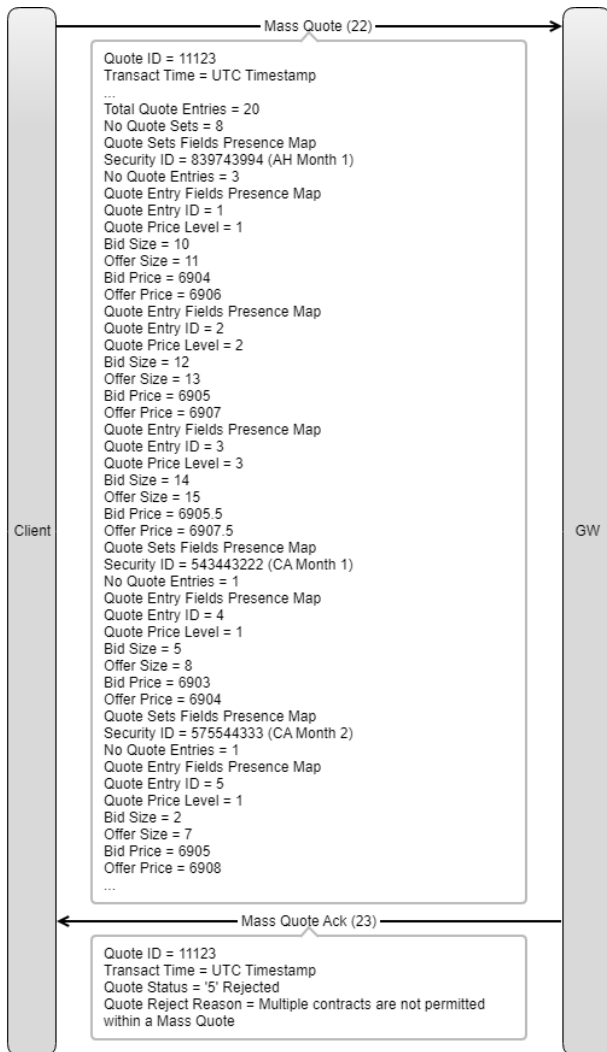 Mass Quote (22)
Quote ID = 11123
Transact Time = UTC Timestamp
...
Total Quote Entries = 20
No Quote Sets = 8
Quote Sets Fields Presence Map
Security ID = 839743994 (AH Month 1)
No Quote Entries = 3
Quote Entry Fields Presence Map
Quote Entry ID = 1
Quote Price Level = 1
Bid Size = 10
Offer Size = 11
Bid Price = 6904
Offer Price = 6906
Quote Entry Fields Presence Map
Quote Entry ID = 2
Quote Price Level = 2
Bid Size = 12
Offer Size = 13
Bid Price = 6905
Offer Price = 6907
Quote Entry Fields Presence Map
Quote Entry ID = 3
Quote Price Level = 3
Bid Size = 14
Offer Size = 15
Bid Price = 6905.5
Offer Price = 6907.5
Client
GW
Quote Sets Fields Presence Map
Security ID = 543443222 (CA Month 1)
No Quote Entries = 1
Quote Entry Fields Presence Map
Quote Entry ID = 4
Quote Price Level = 1
Bid Size = 5
Offer Size = 8
Bid Price = 6903
Offer Price = 6904
Quote Sets Fields Presence Map
Security ID = 575544333 (CA Month 2)
No Quote Entries = 1
Quote Entry Fields Presence Map
Quote Entry ID = 5
Quote Price Level = 1
Bid Size = 2
Offer Size = 7
Bid Price = 6905
Offer Price = 6908
...
Mass Quote Ack (23)
Quote ID = 11123
Transact Time = UTC Timestamp
Quote Status = '5' Rejected
Quote Reject Reason = Multiple contracts are not permitted
within a Mass Quote